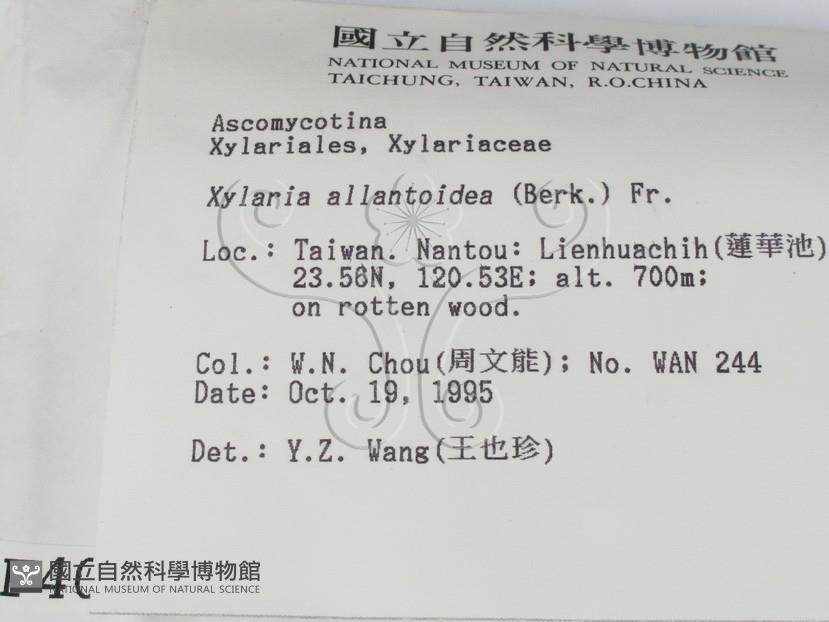 國立自然科學博物館
NATIONAL MUSEUM OF NATURAL SCIENCE
TAICHUNG, TAIWAN, R.O.CHINA
Ascomycotina
Xylariales, Xylariaceae
Xylaria allantoidea (Berk.) Fr.
Loc.: Taiwan. Nantou: Lienhuachih(蓮華池)
23.56N, 120.53E; alt. 700m;
on rotten wood.
Col.: W.N. Chou(周文能); No. WAN 244
Date: Oct. 19, 1995
Det.: Y.Z. Wang(王也珍)
國立自然科學博物館
NATIONAL MUSEUM OF NATURAL SCIENCE